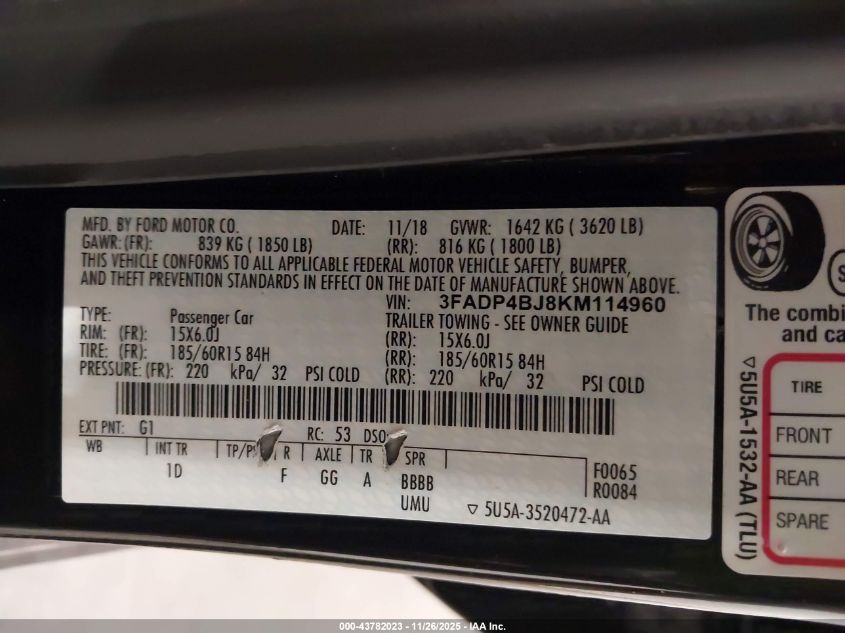 MFD. BY FORD MOTOR CO. DATE: 11/18 GVWR: 1642 KG ( 3620 LB)
GAWR: (FR): 839 KG ( 1850 LB) (RR): 816 KG ( 1800 LB)
THIS VEHICLE CONFORMS TO ALL APPLICABLE FEDERAL MOTOR VEHICLE SAFETY, BUMPER,
AND THEFT PREVENTION STANDARDS IN EFFECT ON THE DATE OF MANUFACTURE SHOWN ABOVE.
VIN: 3FADP4BJ8KM114960
TYPE: Passenger Car TRAILER TOWING - SEE OWNER GUIDE
RIM: (FR): 15X6.0J (RR): 15X6.0J
TIRE: (FR): 185/60R15 84H (RR): 185/60R15 84H
PRESSURE: (FR): 220 kPa/ 32 PSI COLD (RR): 220 kPa/ 32 PSI COLD
EXT PNT: G1 RC: 53 DSO:
WB INT TR TP/P R AXLE TR SPR
1D F GG A BBBB
UMU
F0065
R0084
5U5A-3520472-AA
The combi
and ca
TIRE
FRONT
REAR
SPARE
5U5A-1532-AA (TLU)
000-43782023 - 11/26/2025 - IAA Inc.